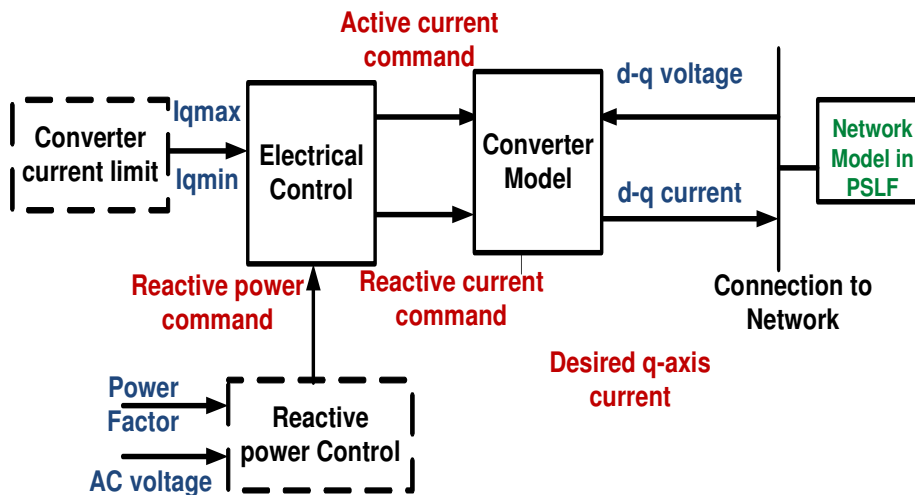 Active current
command
d-q voltage
Iqmax
Converter
current limit
Iqmin
Electrical
Control
Converter
Model
Network
Model in
PSLF
d-q current
Reactive power
command
Reactive current
command
Connection to
Network
Desired q-axis
current
Power
Factor
Reactive
power Control
AC voltage